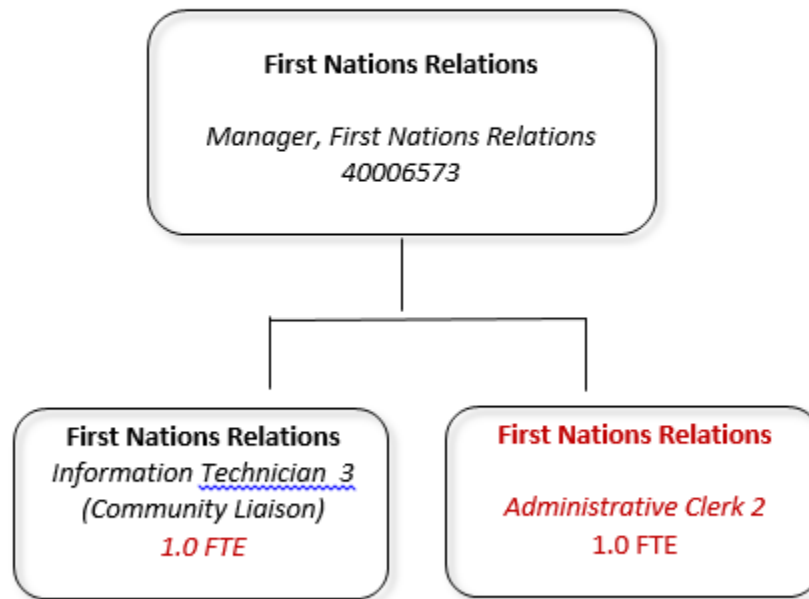 First Nations Relations
Manager, First Nations Relations
40006573
First Nations Relations
Information Technician 3
(Community Liaison)
1.0 FTE
First Nations Relations
Administrative Clerk 2
1.0 FTE